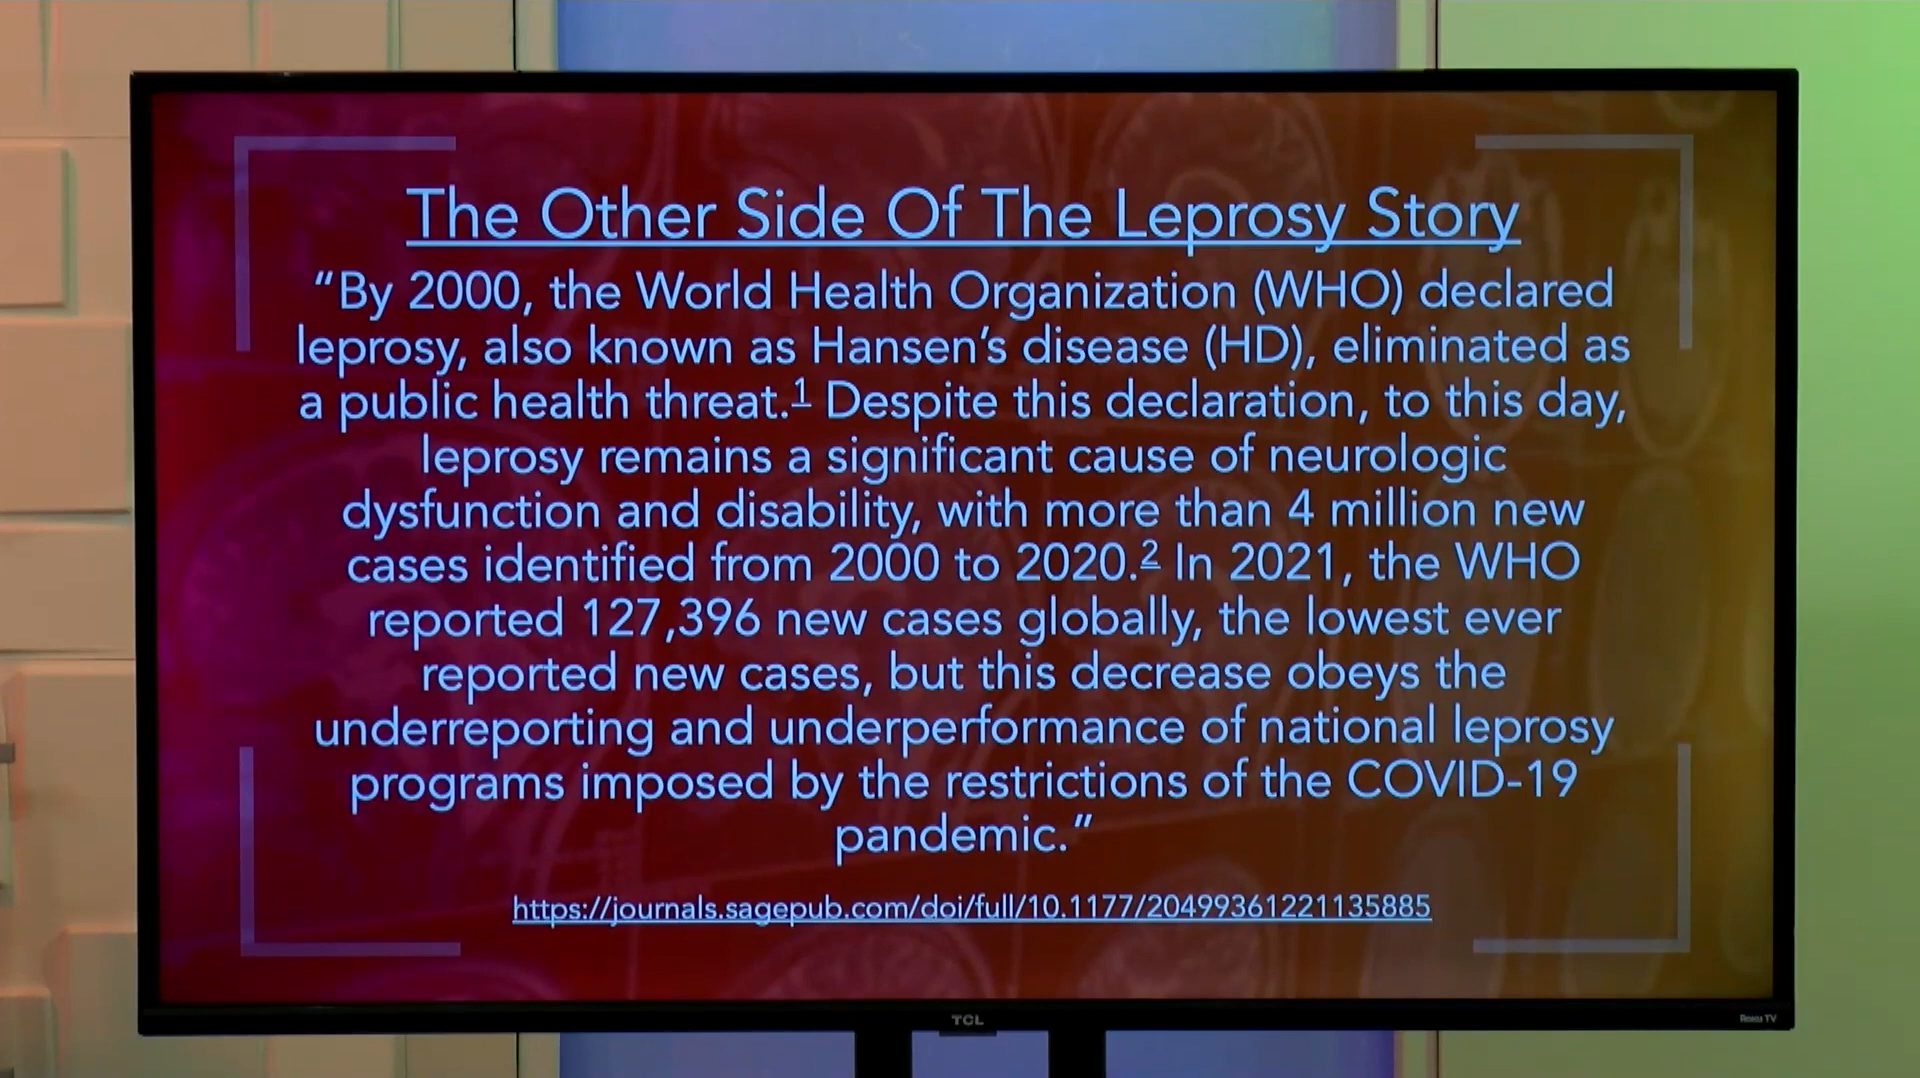 The Other Side Of The Leprosy Story
“By 2000, the World Health Organization (WHO) declared
leprosy, also known as Hansen’s disease (HD), eliminated as
a public health threat.1 Despite this declaration, to this day,
leprosy remains a significant cause of neurologic
dysfunction and disability, with more than 4 million new
cases identified from 2000 to 2020.2 In 2021, the WHO
reported 127,396 new cases globally, the lowest ever
reported new cases, but this decrease obeys the
underreporting and underperformance of national leprosy
programs imposed by the restrictions of the COVID-19
pandemic.”
https://journals.sagepub.com/doi/full/10.1177/20499361221135885
TCL
Roku TV